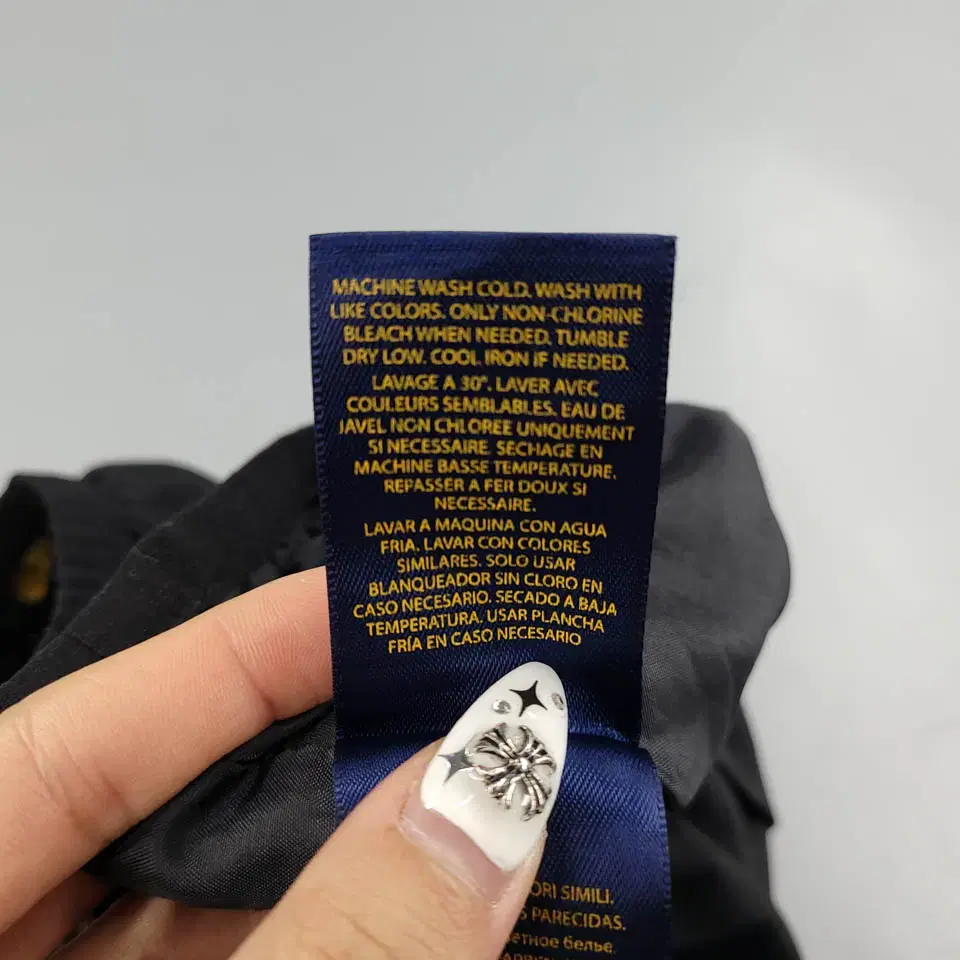 MACHINE WASH COLD. WASH WITH
LIKE COLORS. ONLY NON-CHLORINE
BLEACH WHEN NEEDED. TUMBLE
DRY LOW. COOL IRON IF NEEDED.
LAVAGE A 30°. LAVER AVEC
COULEURS SEMBLABLES. EAU DE
JAVEL NON CHLOREE UNIQUEMENT
SI NECESSAIRE. SECHAGE EN
MACHINE BASSE TEMPERATURE.
REPASSER A FER DOUX SI
NECESSAIRE.
LAVAR A MAQUINA CON AGUA
FRIA. LAVAR CON COLORES
SIMILARES. SOLO USAR
BLANQUEADOR SIN CLORO EN
CASO NECESARIO. SECADO A BAJA
TEMPERATURA. USAR PLANCHA
FRÍA EN CASO NECESARIO
ORI SIMILI.
PARECIDAS.
белье.